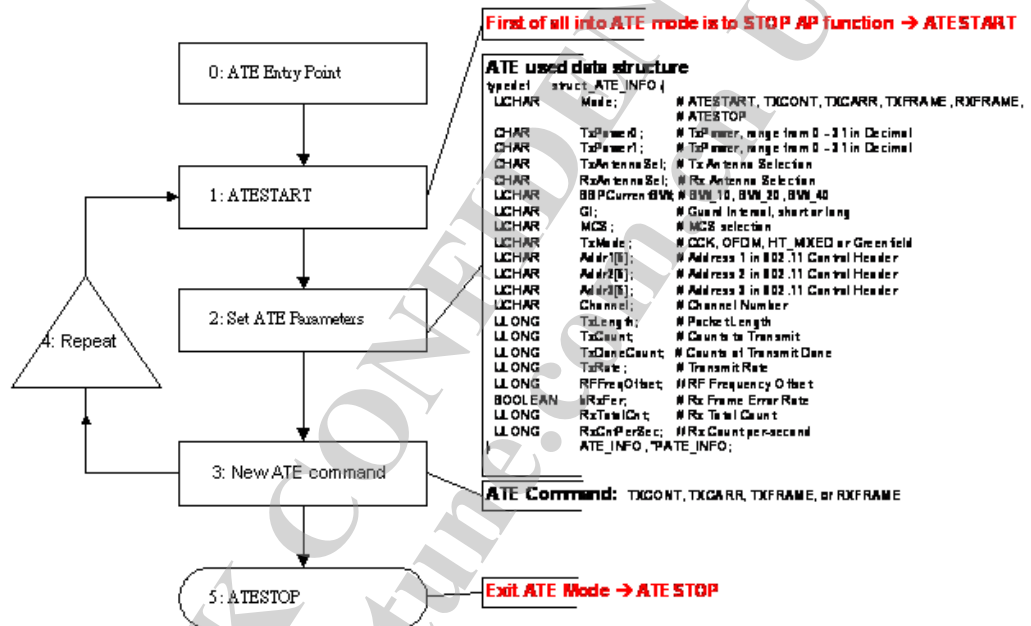 First of all into ATE mode is to STOP AP function → ATESTART
0: ATE Entry Point
ATE used data structure
typedef struct_ATE_INFO {
UCHAR Mode; # ATESTART, TXCONT, TXCARR, TXFRAME, RXFRAME,
# ATESTOP
CHAR TxPower0; # TxPower, range from 0 ~ 31 in Decimal
CHAR TxPower1; # TxPower, range from 0 ~ 31 in Decimal
CHAR TxAntennaSel; # Tx Antenna Selection
CHAR RxAntennaSel; # Rx Antenna Selection
UCHAR BBPCurrentBW; # BW_10, BW_20, BW_40
UCHAR GI; # Guard Interval, short or long
UCHAR MCS; # MCS selection
UCHAR TxMode; # CCK, OFDM, HT_MIXED or Greenfield
UCHAR Addr1[6]; # Address 1 in 802.11 Control Header
UCHAR Addr2[6]; # Address 2 in 802.11 Control Header
UCHAR Addr3[6]; # Address 3 in 802.11 Control Header
UCHAR Channel; # Channel Number
ULONG TxLength; # Packet Length
ULONG TxCount; # Counts to Transmit
ULONG TxDoneCount; # Counts of Transmit Done
ULONG TxRate; # Transmit Rate
ULONG RFFreqOffset; # RF Frequency Offset
BOOLEAN bRxFer; # Rx Frame Error Rate
ULONG RxTotalCnt; # Rx Total Count
ULONG RxCntPerSec; # Rx Count per-second
} ATE_INFO, *PATE_INFO;
1: ATESTART
2: Set ATE Parameters
4: Repeat
3: New ATE command
ATE Command: TXCONT, TXCARR, TXFRAME, or RXFRAME
5: ATESTOP
Exit ATE Mode → ATESTOP